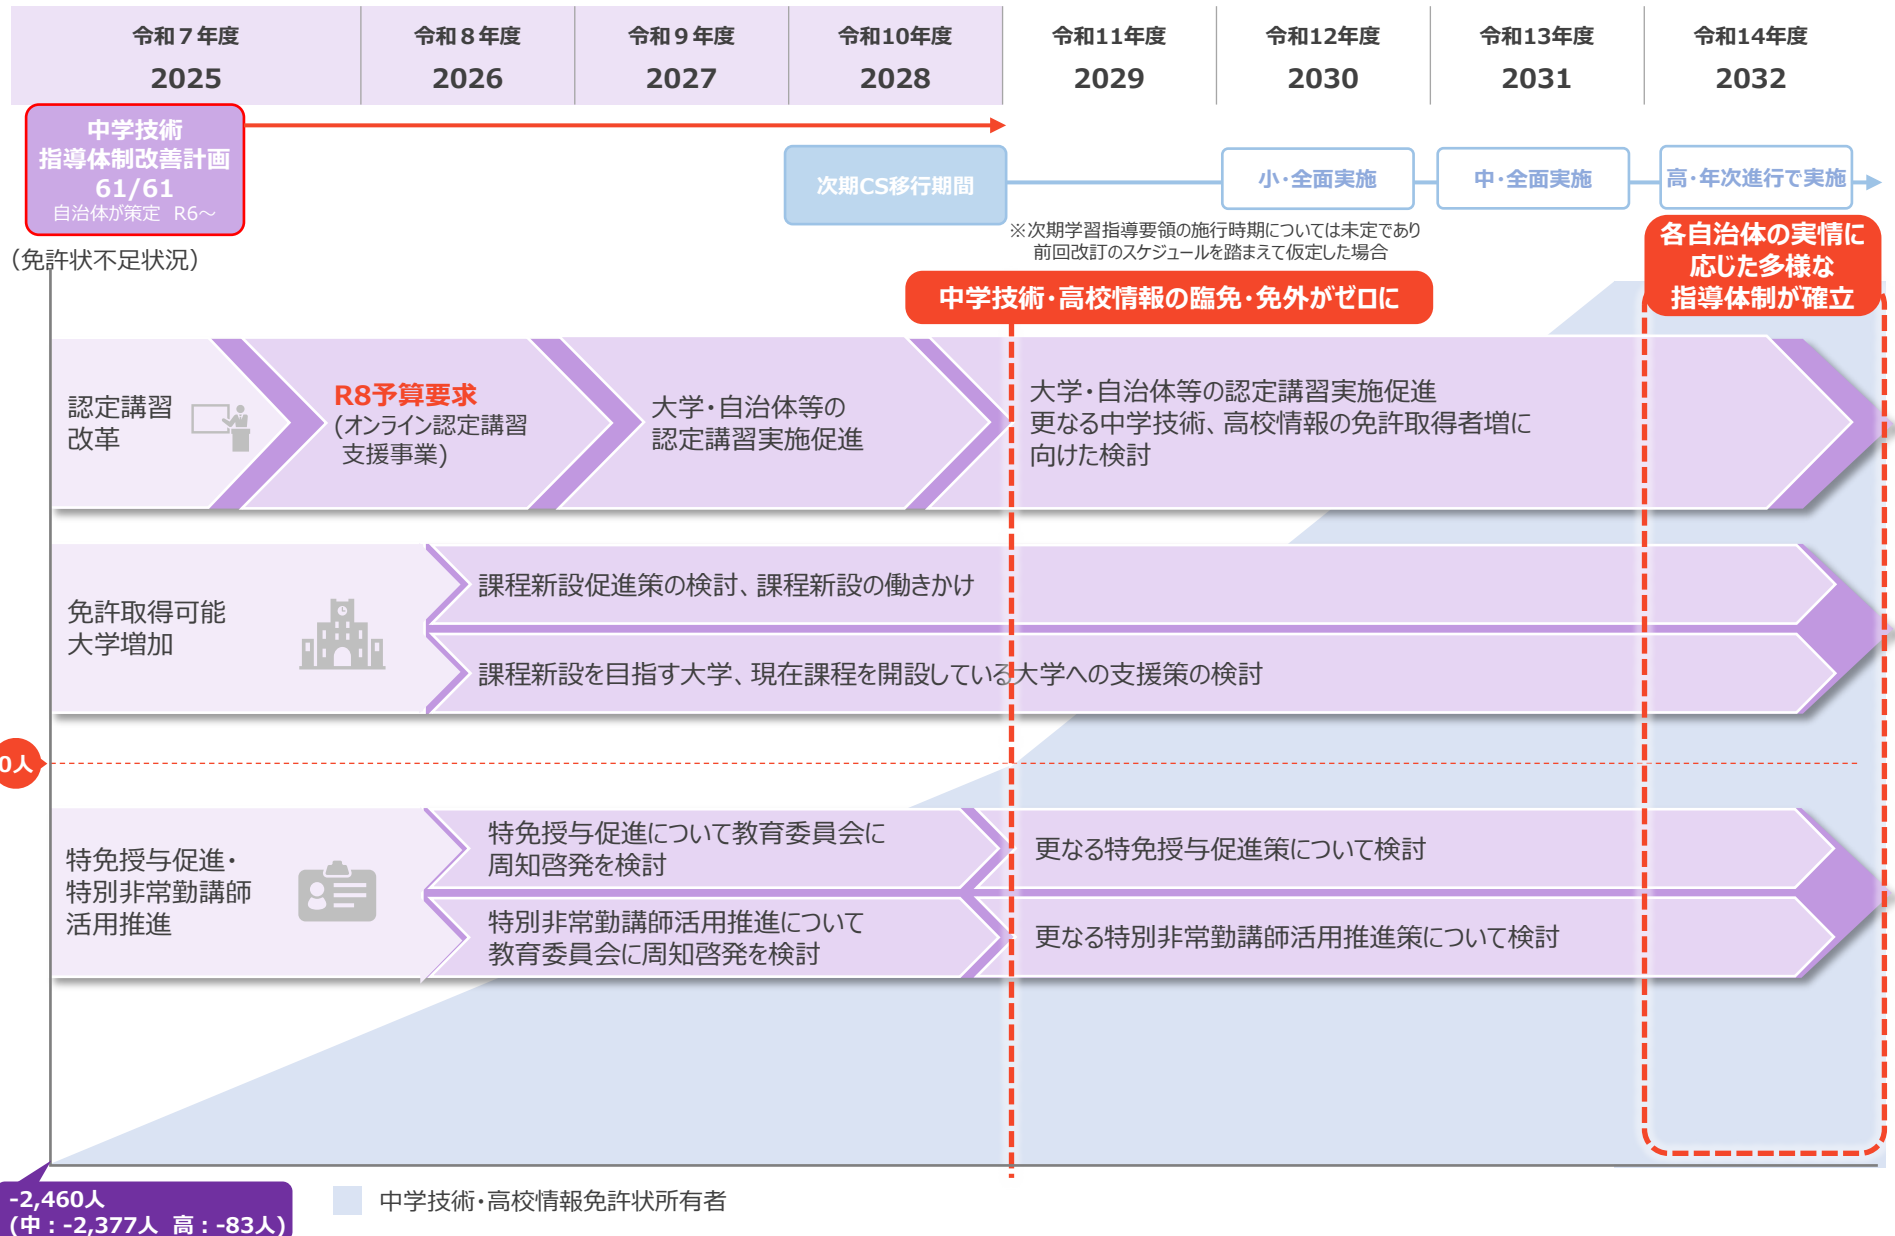 令和７年度
2025
令和８年度
2026
令和９年度
2027
令和10年度
2028
令和11年度
2029
令和12年度
2030
令和13年度
2031
令和14年度
2032
中学技術
指導体制改善計画
61/61
自治体が策定 R6～
次期CS移行期間
小・全面実施
中・全面実施
高・年次進行で実施
※次期学習指導要領の施行時期については未定であり
前回改訂のスケジュールを踏まえて仮定した場合
（免許状不足状況）
中学技術・高校情報の臨免・免外がゼロに
各自治体の実情に
応じた多様な
指導体制が確立
認定講習
改革
R8予算要求
(オンライン認定講習
支援事業)
大学・自治体等の
認定講習実施促進
大学・自治体等の認定講習実施促進
更なる中学技術、高校情報の免許取得者増に
向けた検討
免許取得可能
大学増加
課程新設促進策の検討、課程新設の働きかけ
課程新設を目指す大学、現在課程を開設している大学への支援策の検討
0人
特免授与促進・
特別非常勤講師
活用推進
特免授与促進について教育委員会に
周知啓発を検討
更なる特免授与促進策について検討
特別非常勤講師活用推進について
教育委員会に周知啓発を検討
更なる特別非常勤講師活用推進策について検討
-2,460人
(中：-2,377人 高：-83人)
中学技術・高校情報免許状所有者